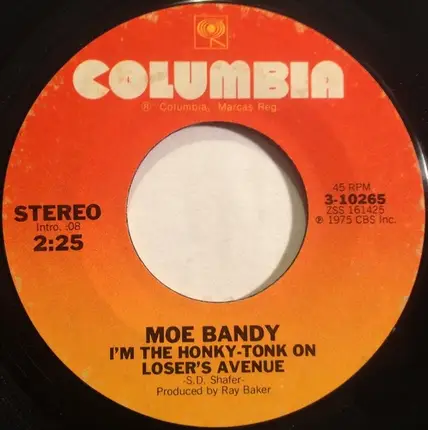 COLUMBIA
® Columbia, Marcas Reg.
STEREO
Intro. :08
2:25
45 RPM
3-10265
ZSS 161425
℗ 1975 CBS Inc.
MOE BANDY
I'M THE HONKY-TONK ON
LOSER'S AVENUE
-S.D. Shafer-
Produced by Ray Baker